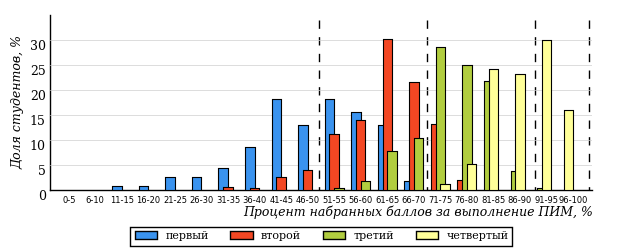 Доля студентов, %
30
25
20
15
10
5
0
0-5 6-10 11-15 16-20 21-25 26-30 31-35 36-40 41-45 46-50 51-55 56-60 61-65 66-70 71-75 76-80 81-85 86-90 91-95 96-100
Процент набранных баллов за выполнение ПИМ, %
первый второй третий четвертый